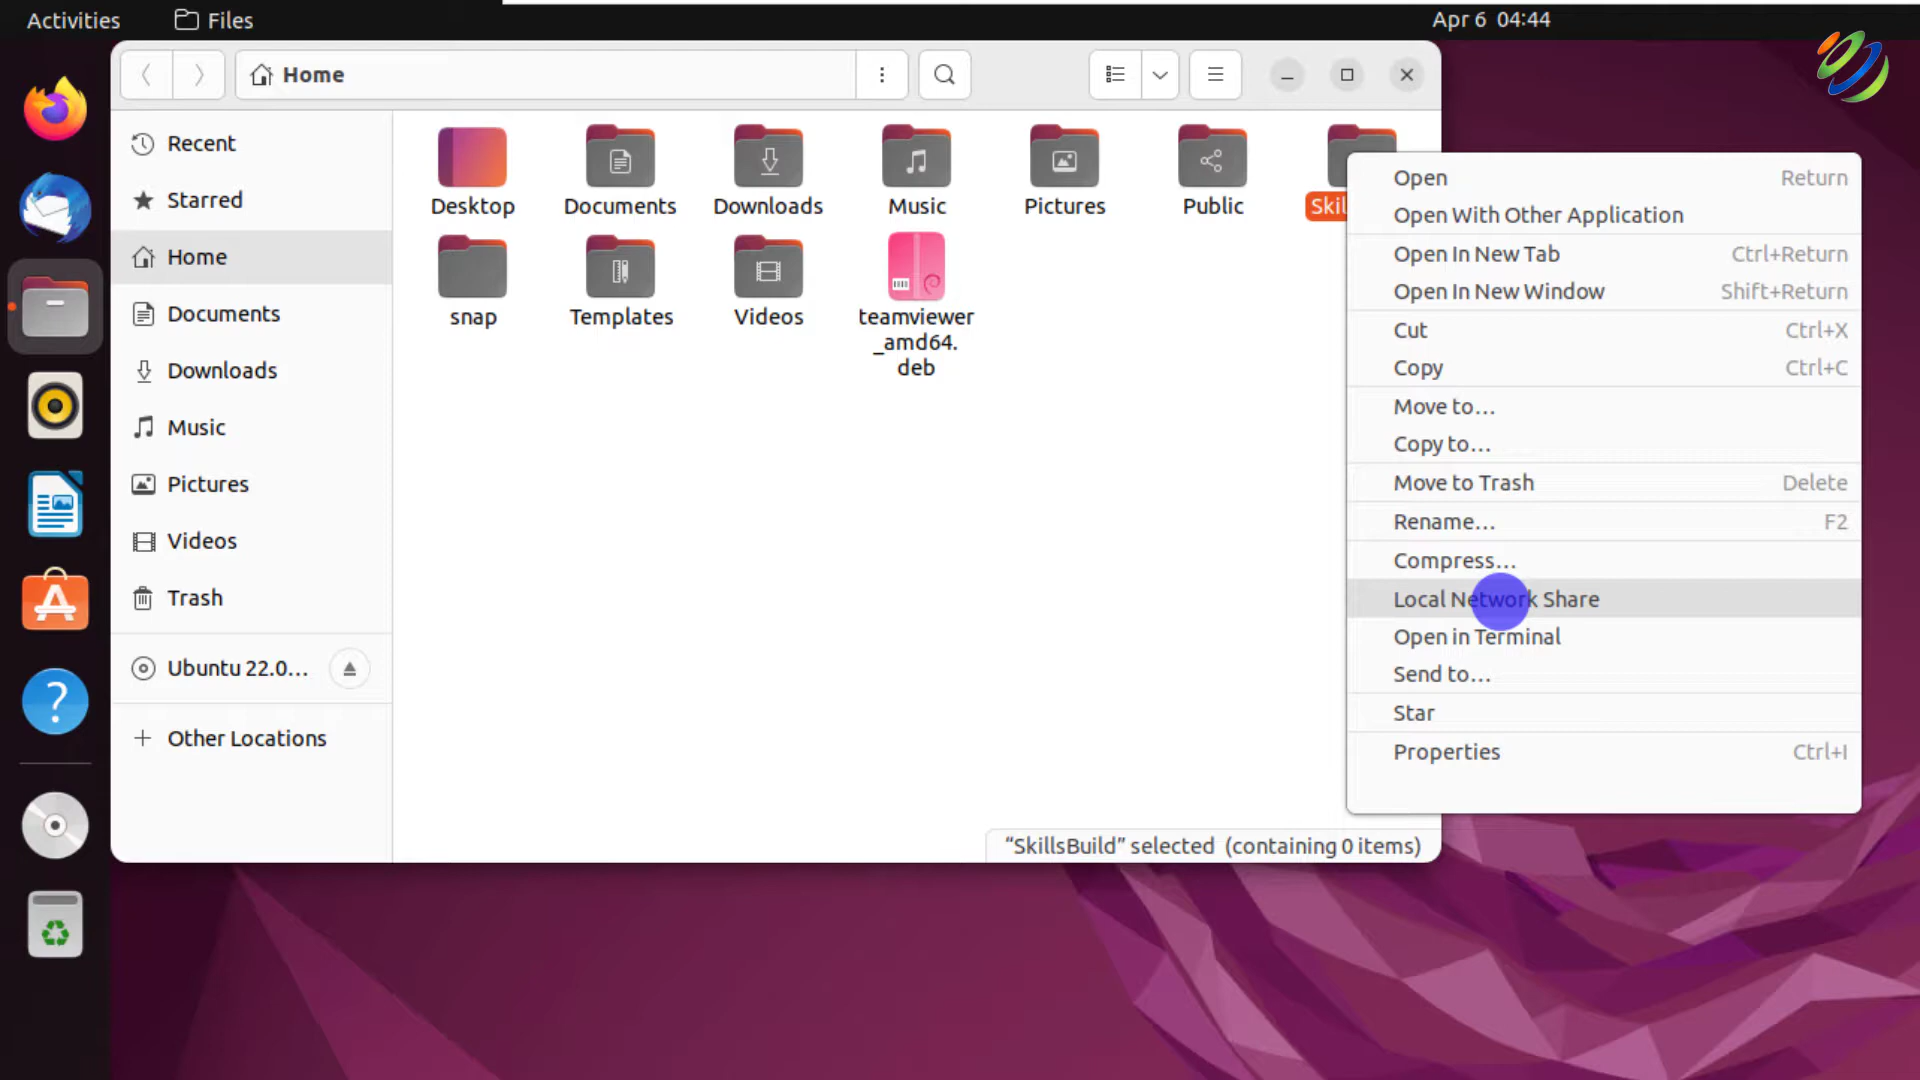 Activities
Files
Apr 6 04:44
Home
Recent
Starred
Home
Documents
Downloads
Music
Pictures
Videos
Trash
Ubuntu 22.0...
Other Locations
Desktop
Documents
Downloads
Music
Pictures
Public
Skil
snap
Templates
Videos
teamviewer
_amd64.
deb
Open Return
Open With Other Application
Open In New Tab Ctrl+Return
Open In New Window Shift+Return
Cut Ctrl+X
Copy Ctrl+C
Move to...
Copy to...
Move to Trash Delete
Rename... F2
Compress...
Local Network Share
Open in Terminal
Send to...
Star
Properties Ctrl+I
“SkillsBuild” selected (containing 0 items)